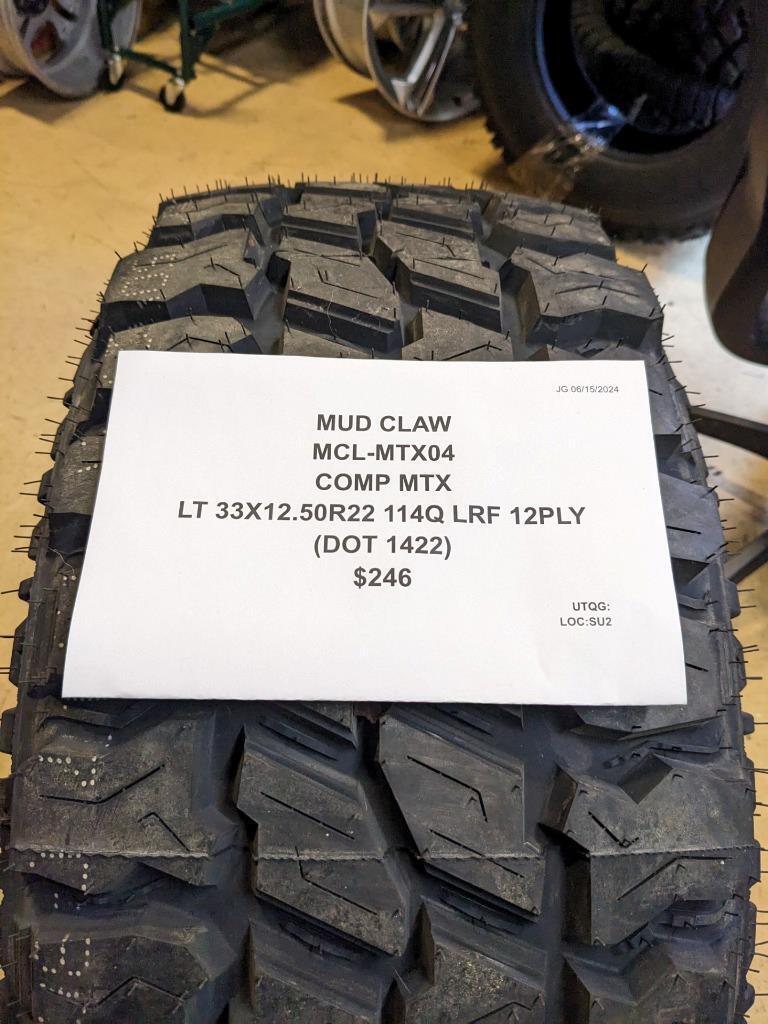 JG 06/15/2024
MUD CLAW
MCL-MTX04
COMP MTX
LT 33X12.50R22 114Q LRF 12PLY
(DOT 1422)
$246
UTQG:
LOC:SU2